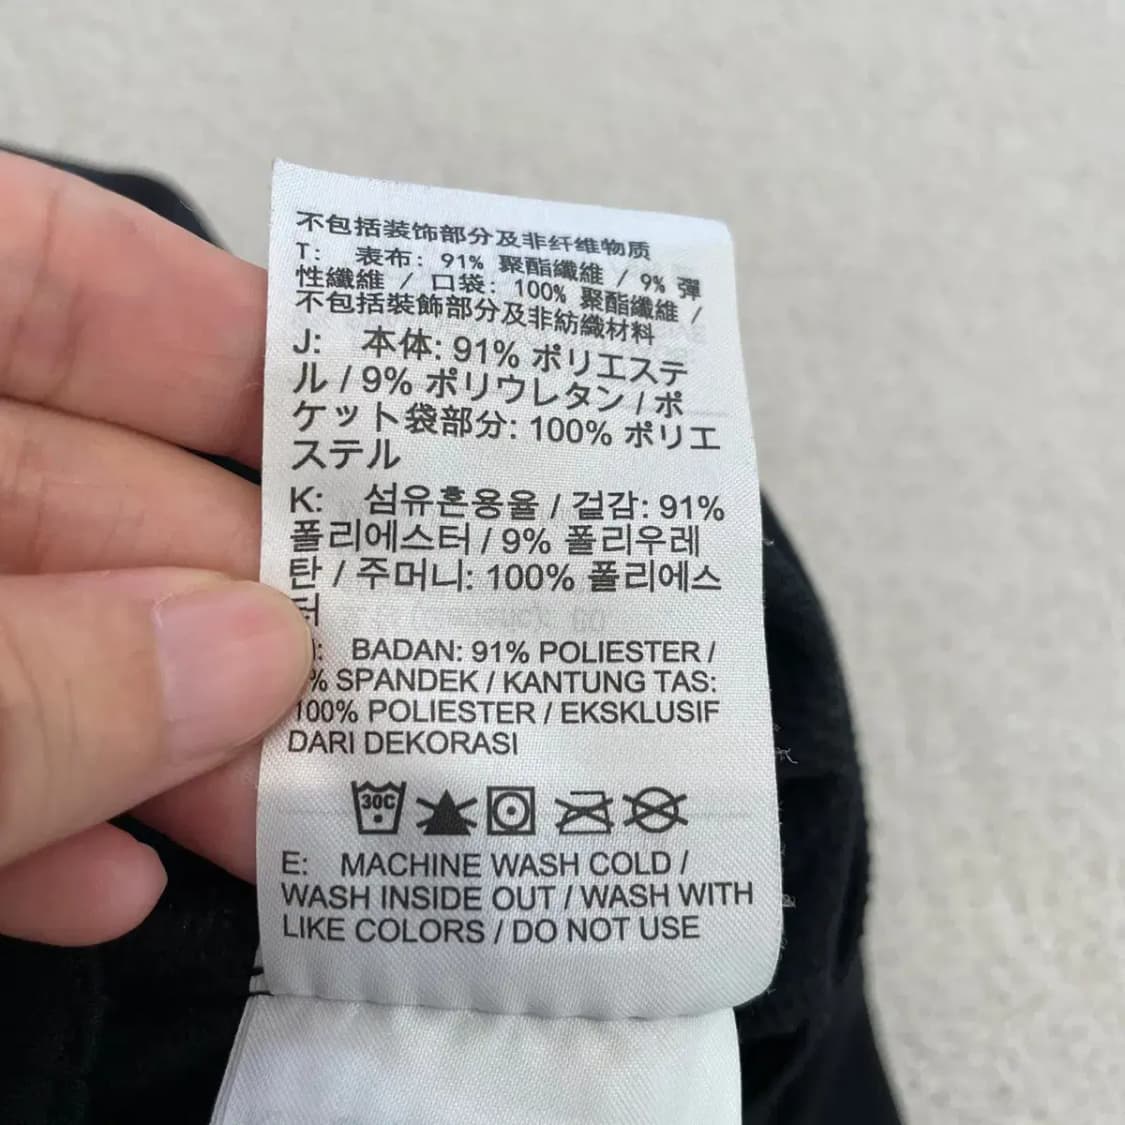 不包括装饰部分及非纤维物质
T: 表布: 91% 聚酯纖維 / 9% 彈
性纖維 / 口袋: 100% 聚酯纖維 /
不包括裝飾部分及非紡織材料
J: 本体: 91% ポリエステ
ル / 9% ポリウレタン / ポ
ケット袋部分: 100% ポリエ
ステル
K: 섬유혼용율 / 겉감: 91%
폴리에스터 / 9% 폴리우레
탄 / 주머니: 100% 폴리에스
터
: BADAN: 91% POLIESTER /
% SPANDEK / KANTUNG TAS:
100% POLIESTER / EKSKLUSIF
DARI DEKORASI
30C
E: MACHINE WASH COLD /
WASH INSIDE OUT / WASH WITH
LIKE COLORS / DO NOT USE